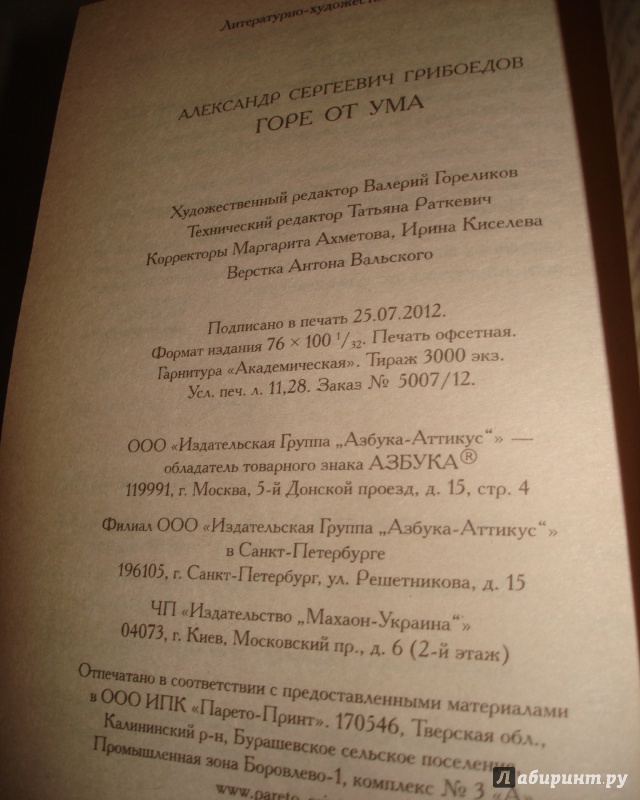 Литературно-художеств
АЛЕКСАНДР СЕРГЕЕВИЧ ГРИБОЕДОВ
ГОРЕ ОТ УМА
Художественный редактор Валерий Гореликов
Технический редактор Татьяна Раткевич
Корректоры Маргарита Ахметова, Ирина Киселева
Верстка Антона Вальского
Подписано в печать 25.07.2012.
Формат издания 76 × 100 1/32. Печать офсетная.
Гарнитура «Академическая». Тираж 3000 экз.
Усл. печ. л. 11,28. Заказ № 5007/12.
ООО «Издательская Группа „Азбука-Аттикус“» —
обладатель товарного знака АЗБУКА®
119991, г. Москва, 5-й Донской проезд, д. 15, стр. 4
Филиал ООО «Издательская Группа „Азбука-Аттикус“»
в Санкт-Петербурге
196105, г. Санкт-Петербург, ул. Решетникова, д. 15
ЧП «Издательство „Махаон-Украина“»
04073, г. Киев, Московский пр., д. 6 (2-й этаж)
Отпечатано в соответствии с предоставленными материалами
в ООО ИПК «Парето-Принт». 170546, Тверская обл.,
Калининский р-н, Бурашевское сельское поселение,
Промышленная зона Боровлево-1, комплекс № 3 «А»
www.pareto-
Лабиринт.ру